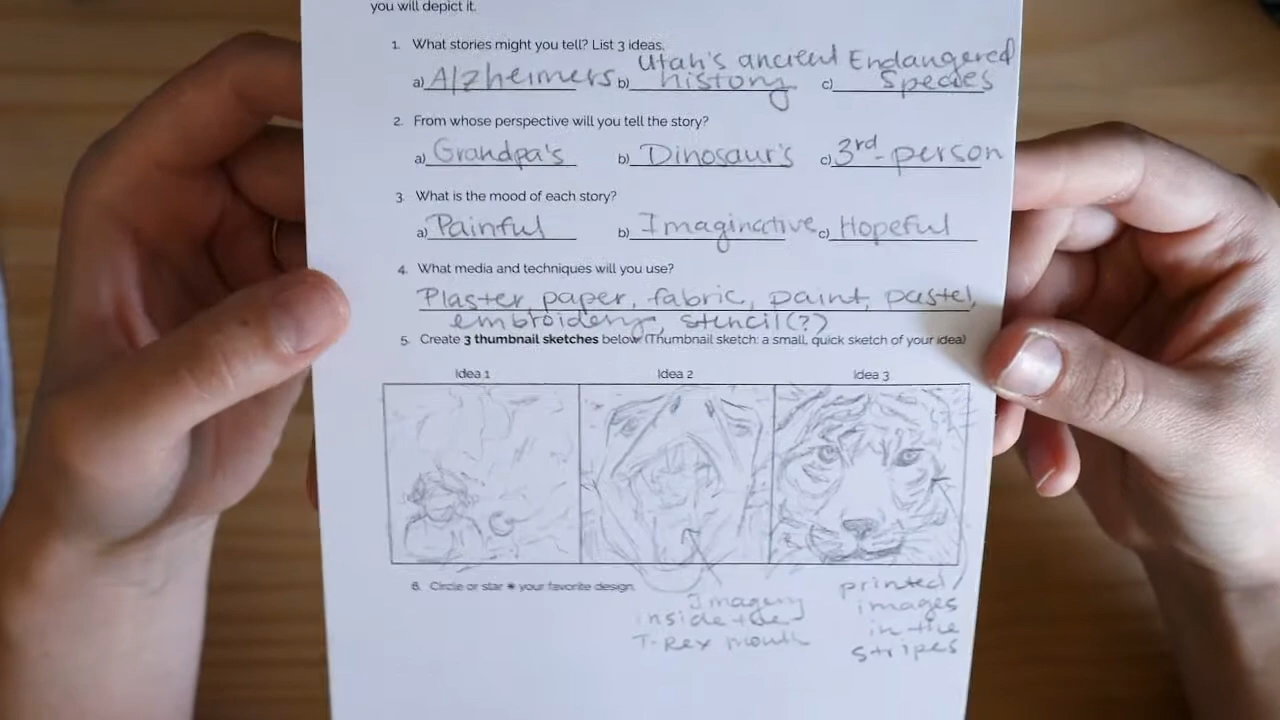 you will depict it.
1. What stories might you tell? List 3 ideas.
a) Alzheimers b) Utah's ancient history c) Endangered Species
2. From whose perspective will you tell the story?
a) Grandpa's b) Dinosaur's c) 3rd-person
3. What is the mood of each story?
a) Painful b) Imaginative c) Hopeful
4. What media and techniques will you use?
Plaster, paper, fabric, paint, pastel,
embroidery, stencil(?)
5. Create 3 thumbnail sketches below (Thumbnail sketch: a small, quick sketch of your idea)
Idea 1 Idea 2 Idea 3
6. Circle or star * your favorite design.
Imagery
inside the
T-Rex mouth
printed
images
in the
stripes